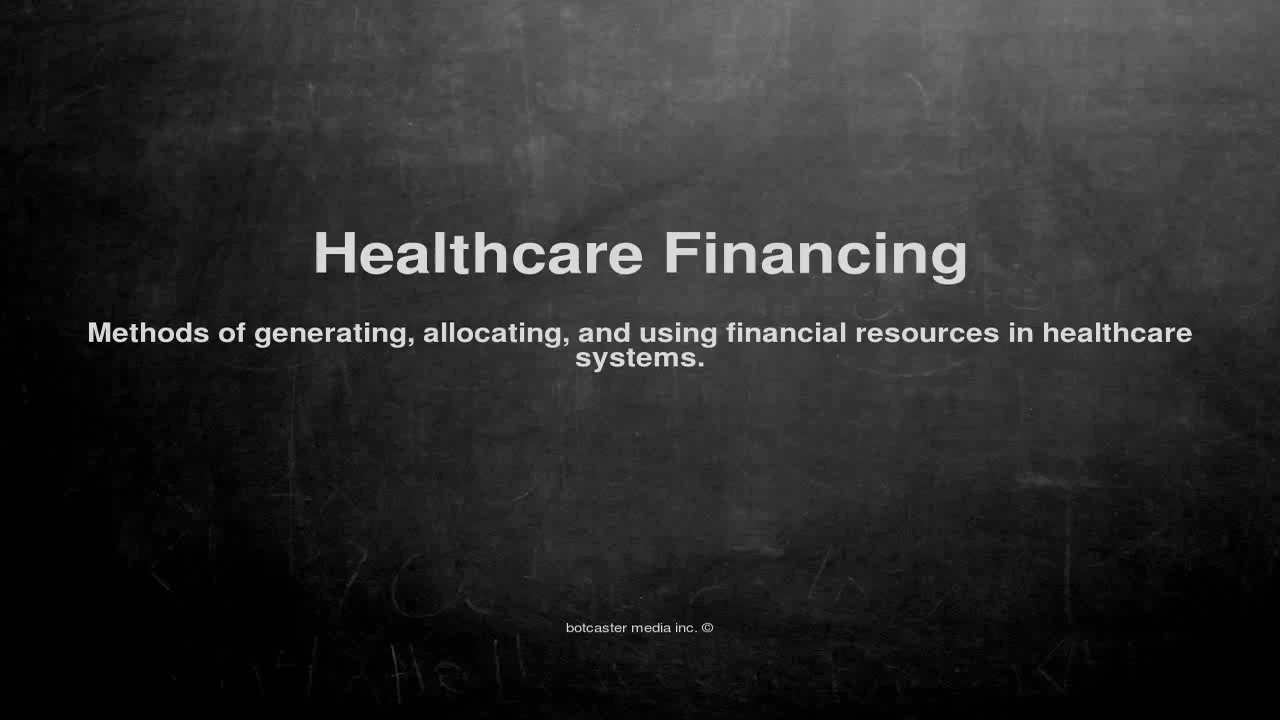 Healthcare Financing
Methods of generating, allocating, and using financial resources in healthcare
systems.
botcaster media inc. ©